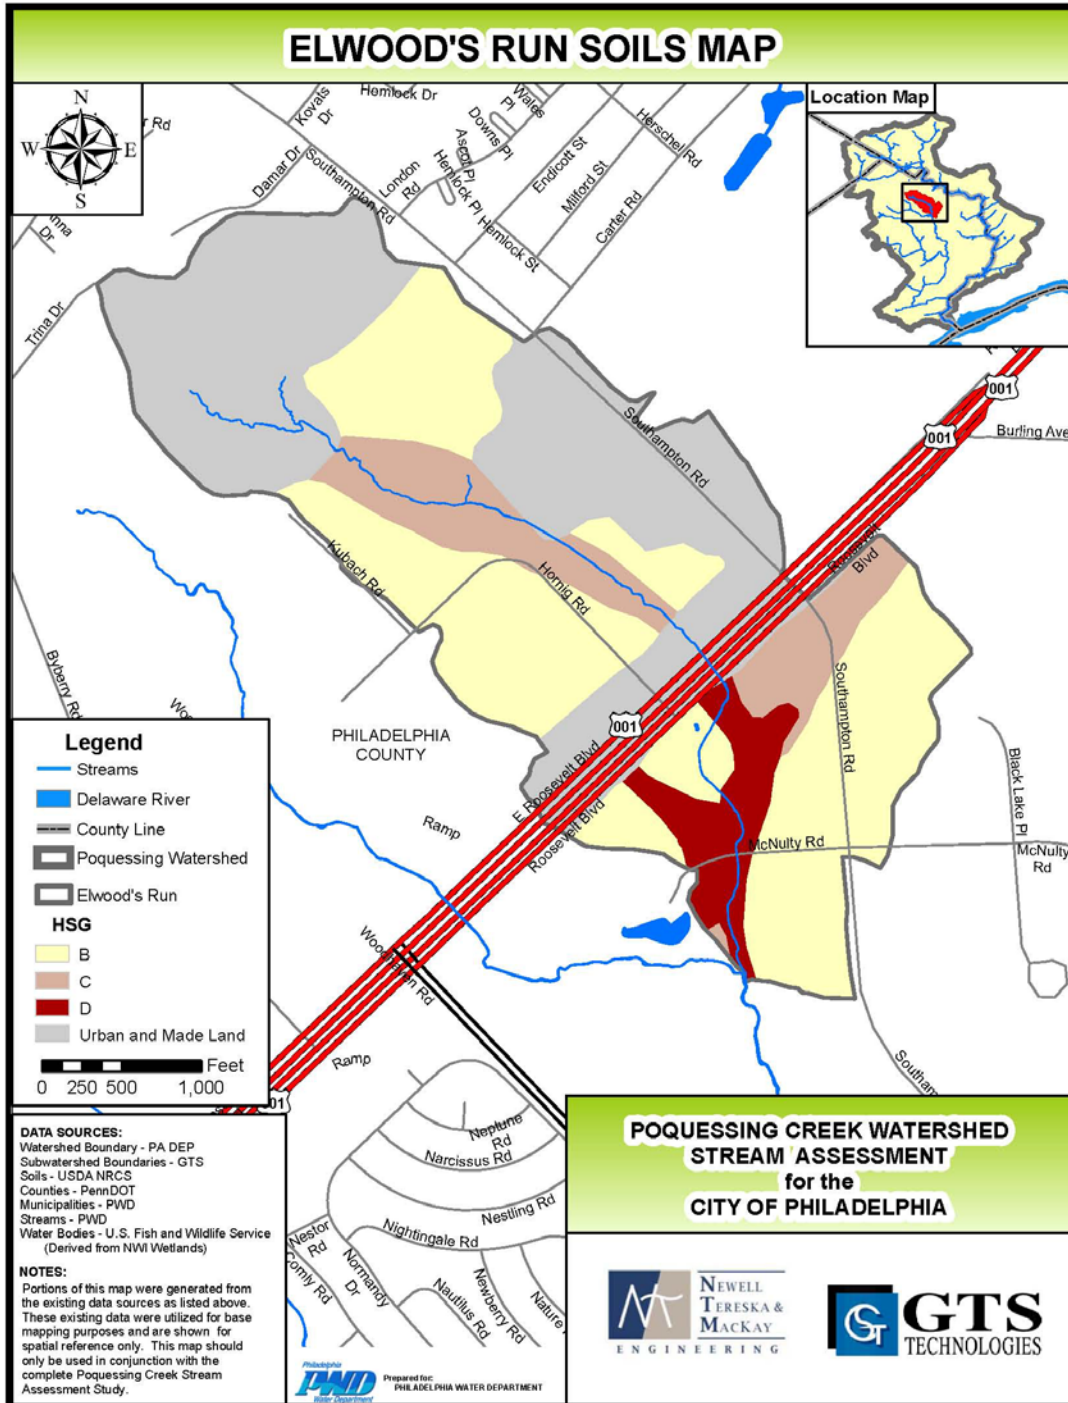 ELWOOD'S RUN SOILS MAP
N
W E
S
Location Map
Hemlock Dr
Kovats
Dr
Wales
Pl
Downs Pl
Ascot Pl
Hemlock Pl
Herschel Rd
r Rd
Damar Dr
Southampton Rd
London
Rd
Endicott St
Milford St
Carter Rd
Hemlock St
Anna
Dr
Trina Dr
001
001
Burling Ave
Southampton Rd
Roosevelt
Blvd
Kubach Rd
Hornig Rd
Byberry Rd
Southampton Rd
PHILADELPHIA
COUNTY
001
E Roosevelt Blvd
Roosevelt Blvd
Ramp
McNulty Rd
Black Lake Pl
McNulty
Rd
Woodhaven Rd
Ramp
Southam
Legend
Streams
Delaware River
County Line
Poquessing Watershed
Elwood's Run
HSG
B
C
D
Urban and Made Land
Feet
0 250 500 1,000
01
Neptune
Rd
Narcissus Rd
Nestling Rd
Nightingale Rd
Nestor
Rd
Comly Rd
Normandy
Dr
Nautilus Rd
Newberry Rd
Nature
DATA SOURCES:
Watershed Boundary - PA DEP
Subwatershed Boundaries - GTS
Soils - USDA NRCS
Counties - PennDOT
Municipalities - PWD
Streams - PWD
Water Bodies - U.S. Fish and Wildlife Service
(Derived from NWI Wetlands)
NOTES:
Portions of this map were generated from
the existing data sources as listed above.
These existing data were utilized for base
mapping purposes and are shown for
spatial reference only. This map should
only be used in conjunction with the
complete Poquessing Creek Stream
Assessment Study.
Philadelphia
PWD
Water Department
Prepared for:
PHILADELPHIA WATER DEPARTMENT
POQUESSING CREEK WATERSHED
STREAM ASSESSMENT
for the
CITY OF PHILADELPHIA
NEWELL
TERESKA &
MACKAY
ENGINEERING
GTS
TECHNOLOGIES